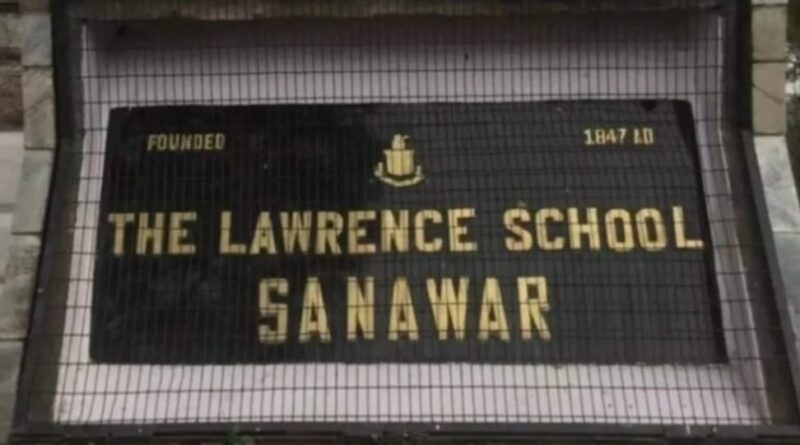 FOUNDED 1847 AD
THE LAWRENCE SCHOOL
SANAWAR